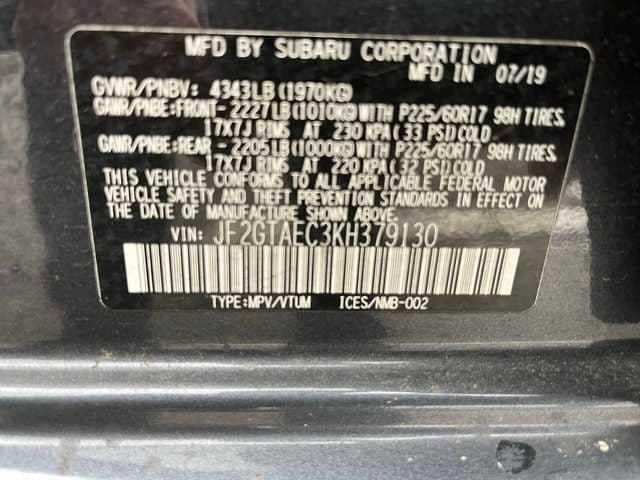 MFD BY SUBARU CORPORATION
MFD IN 07/19
GVWR/PNBV: 4343LB(1970KG)
GAWR/PNBE:FRONT-2227LB(1010KG)WITH P225/60R17 98H TIRES,
17X7J RIMS AT 230 KPA(33 PSI)COLD
GAWR/PNBE:REAR -2205LB(1000KG)WITH P225/60R17 98H TIRES,
17X7J RIMS AT 220 KPA(32 PSI)COLD
THIS VEHICLE CONFORMS TO ALL APPLICABLE FEDERAL MOTOR
VEHICLE SAFETY AND THEFT PREVENTION STANDARDS IN EFFECT ON
THE DATE OF MANUFACTURE SHOWN ABOVE.
VIN: JF2GTAEC3KH379130
TYPE:MPV/VTUM ICES/NMB-002